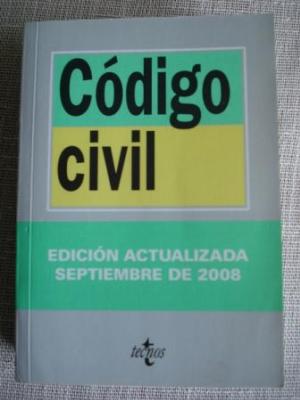 Código
civil
EDICIÓN ACTUALIZADA
SEPTIEMBRE DE 2008
tecnos